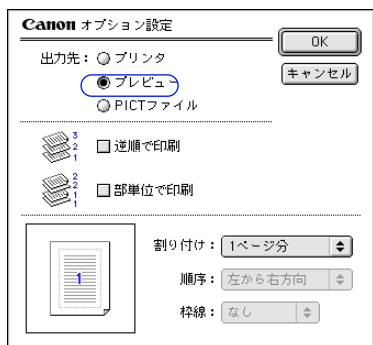 Canon オプション設定
OK
出力先： プリンタ
キャンセル
プレビュー
PICTファイル
3
2
1
逆順で印刷
2
2
1
部単位で印刷
割り付け： 1ページ分
1
順序： 左から右方向
枠線： なし